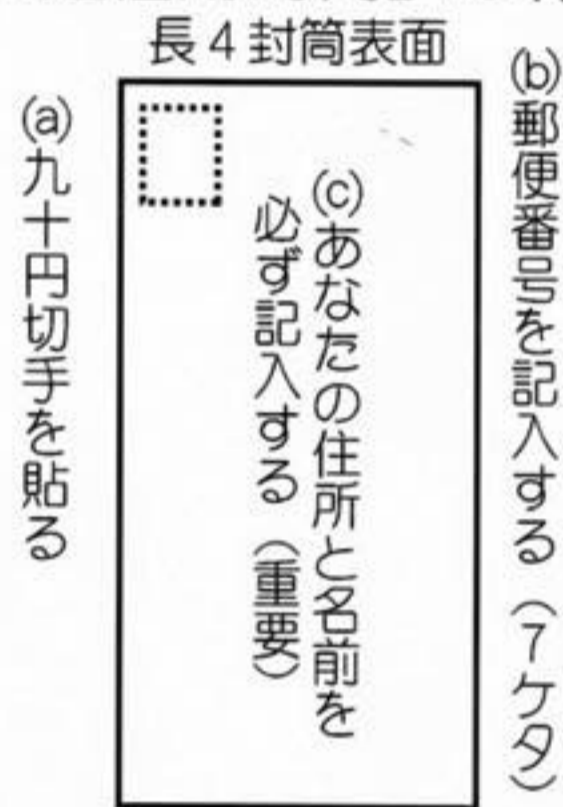 長4封筒表面
(b)郵便番号を記入する(7ケタ)
(c)あなたの住所と名前を
必ず記入する(重要)
(a)九十円切手を貼る